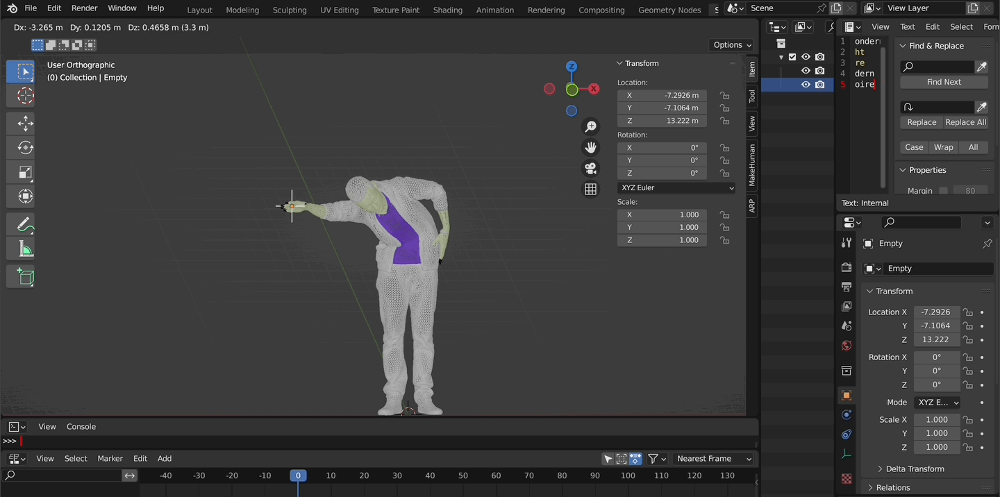 File Edit Render Window Help Layout Modeling Sculpting UV Editing Texture Paint Shading Animation Rendering Compositing Geometry Nodes S Scene View Layer
Dx: -3.265 m Dy: 0.1205 m Dz: 0.4658 m (3.3 m)
View Text Edit Select Form
Options
User Orthographic
(0) Collection | Empty
Z
X
Transform
Location:
X -7.2926 m
Y -7.1064 m
Z 13.222 m
Rotation:
X 0°
Y 0°
Z 0°
XYZ Euler
Scale:
X 1.000
Y 1.000
Z 1.000
Item
Tool
View
MakeHuman
ARP
1 onder
2 ht
3 re
4 dern
5 oire
Find & Replace
Find Next
Replace Replace All
Case Wrap All
Properties
Margin 80
Text: Internal
Empty
Empty
Transform
Location X -7.2926
Y -7.1064
Z 13.222
Rotation X 0°
Y 0°
Z 0°
Mode XYZ E...
Scale X 1.000
Y 1.000
Z 1.000
Delta Transform
Relations
View Console
>>>
View Select Marker Edit Add Nearest Frame
-40 -30 -20 -10 0 10 20 30 40 50 60 70 80 90 100 110 120 130